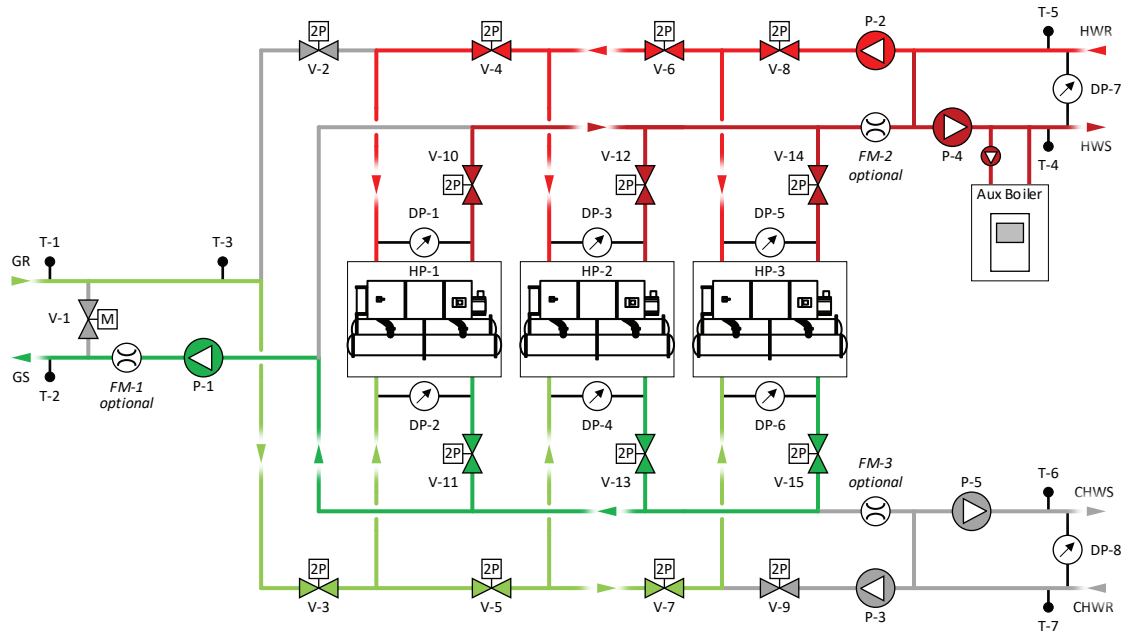 2P
2P
2P
2P
P-2
T-5
HWR
V-2
V-4
V-6
V-8
DP-7
V-10
2P
V-12
2P
V-14
2P
FM-2
optional
P-4
T-4
HWS
Aux Boiler
DP-1
DP-3
DP-5
T-1
T-3
GR
HP-1
HP-2
HP-3
V-1
M
GS
T-2
FM-1
optional
P-1
DP-2
DP-4
DP-6
2P
V-11
2P
V-13
2P
V-15
FM-3
optional
P-5
T-6
CHWS
DP-8
2P
2P
2P
2P
V-3
V-5
V-7
V-9
P-3
CHWR
T-7